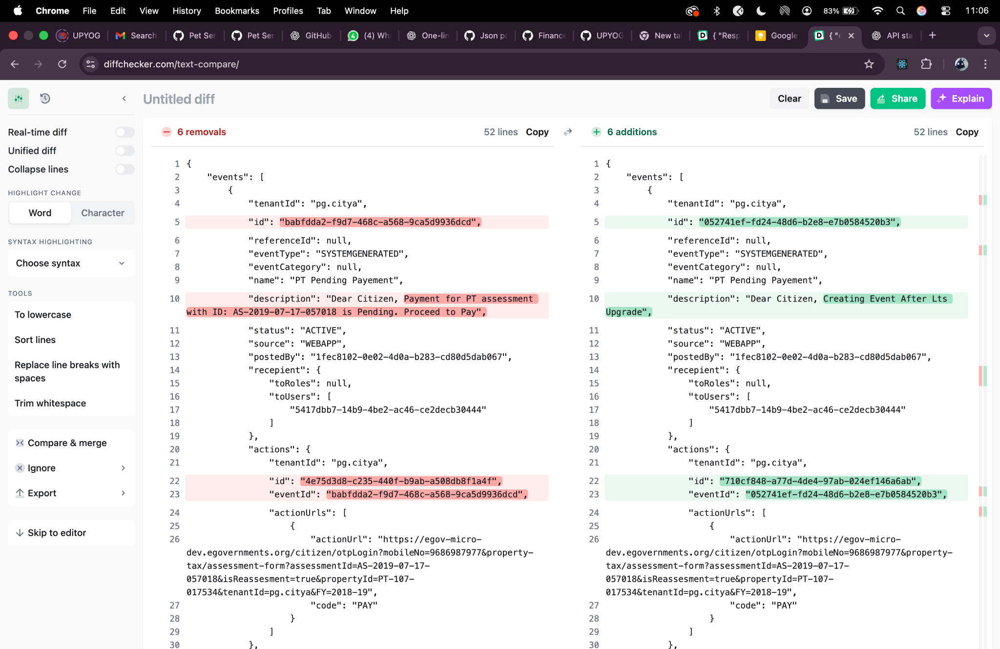 Chrome File Edit View History Bookmarks Profiles Tab Window Help 83% 11:06
UPYOG Search Pet Ser Pet Ser GitHub (4) Wha One-lin Json pa Finance UPYOG New ta { "Resp Google { "e API sta
diffchecker.com/text-compare/
Untitled diff Clear Save Share Explain
Real-time diff
Unified diff
Collapse lines
HIGHLIGHT CHANGE
Word Character
SYNTAX HIGHLIGHTING
Choose syntax
TOOLS
To lowercase
Sort lines
Replace line breaks with
spaces
Trim whitespace
Compare & merge
Ignore
Export
Skip to editor
6 removals 52 lines Copy
1 {
2 "events": [
3 {
4 "tenantId": "pg.citya",
5 "id": "babfdda2-f9d7-468c-a568-9ca5d9936dcd",
6 "referenceId": null,
7 "eventType": "SYSTEMGENERATED",
8 "eventCategory": null,
9 "name": "PT Pending Payement",
10 "description": "Dear Citizen, Payment for PT assessment
with ID: AS-2019-07-17-057018 is Pending. Proceed to Pay",
11 "status": "ACTIVE",
12 "source": "WEBAPP",
13 "postedBy": "1fec8102-0e02-4d0a-b283-cd80d5dab067",
14 "recepient": {
15 "toRoles": null,
16 "toUsers": [
17 "5417dbb7-14b9-4be2-ac46-ce2decb30444"
18 ]
19 },
20 "actions": {
21 "tenantId": "pg.citya",
22 "id": "4e75d3d8-c235-440f-b9ab-a508db8f1a4f",
23 "eventId": "babfdda2-f9d7-468c-a568-9ca5d9936dcd",
24 "actionUrls": [
25 {
26 "actionUrl": "https://egov-micro-
dev.egovernments.org/citizen/otpLogin?mobileNo=9686987977&property-
tax/assessment-form?assessmentId=AS-2019-07-17-
057018&isReassesment=true&propertyId=PT-107-
017534&tenantId=pg.citya&FY=2018-19",
27 "code": "PAY"
28 }
29 ]
30 },
6 additions 52 lines Copy
1 {
2 "events": [
3 {
4 "tenantId": "pg.citya",
5 "id": "052741ef-fd24-48d6-b2e8-e7b0584520b3",
6 "referenceId": null,
7 "eventType": "SYSTEMGENERATED",
8 "eventCategory": null,
9 "name": "PT Pending Payement",
10 "description": "Dear Citizen, Creating Event After Lts
Upgrade",
11 "status": "ACTIVE",
12 "source": "WEBAPP",
13 "postedBy": "1fec8102-0e02-4d0a-b283-cd80d5dab067",
14 "recepient": {
15 "toRoles": null,
16 "toUsers": [
17 "5417dbb7-14b9-4be2-ac46-ce2decb30444"
18 ]
19 },
20 "actions": {
21 "tenantId": "pg.citya",
22 "id": "710cf848-a77d-4de4-97ab-024ef146a6ab",
23 "eventId": "052741ef-fd24-48d6-b2e8-e7b0584520b3",
24 "actionUrls": [
25 {
26 "actionUrl": "https://egov-micro-
dev.egovernments.org/citizen/otpLogin?mobileNo=9686987977&property-
tax/assessment-form?assessmentId=AS-2019-07-17-
057018&isReassesment=true&propertyId=PT-107-
017534&tenantId=pg.citya&FY=2018-19",
27 "code": "PAY"
28 }
29 ]
30 },